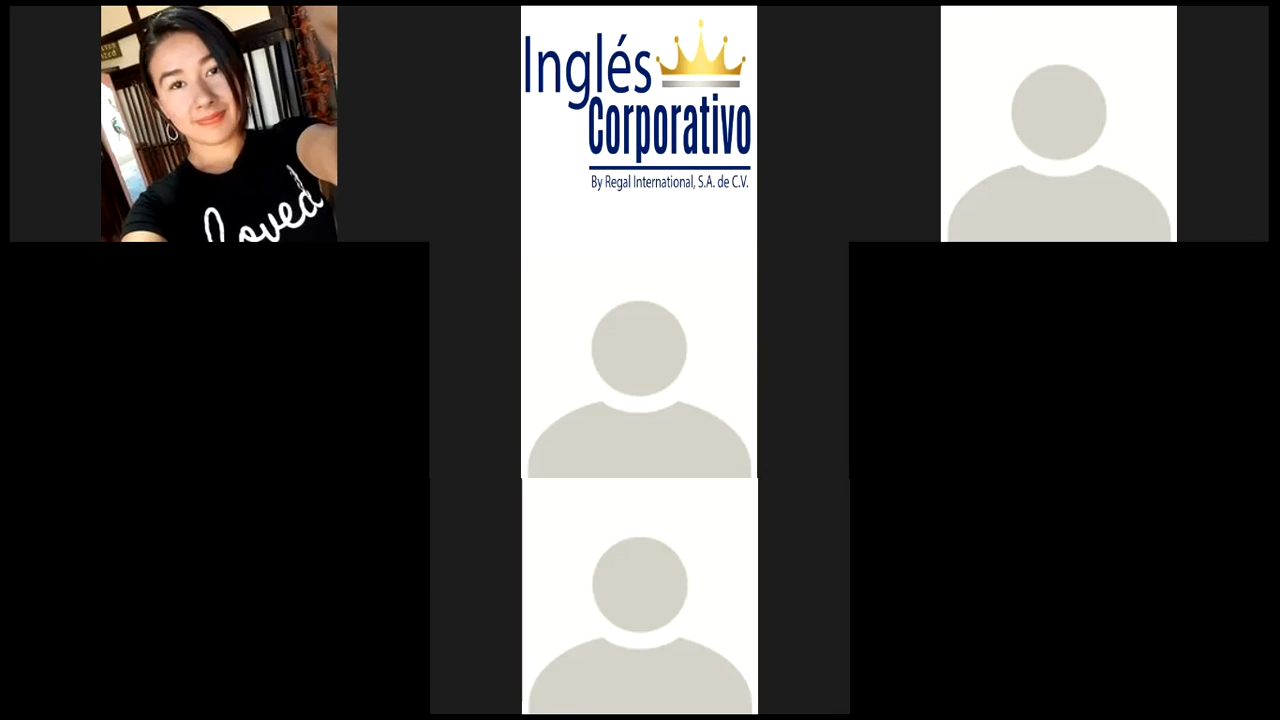 Loved
Inglés
Corporativo
By Regal International, S.A. de C.V.